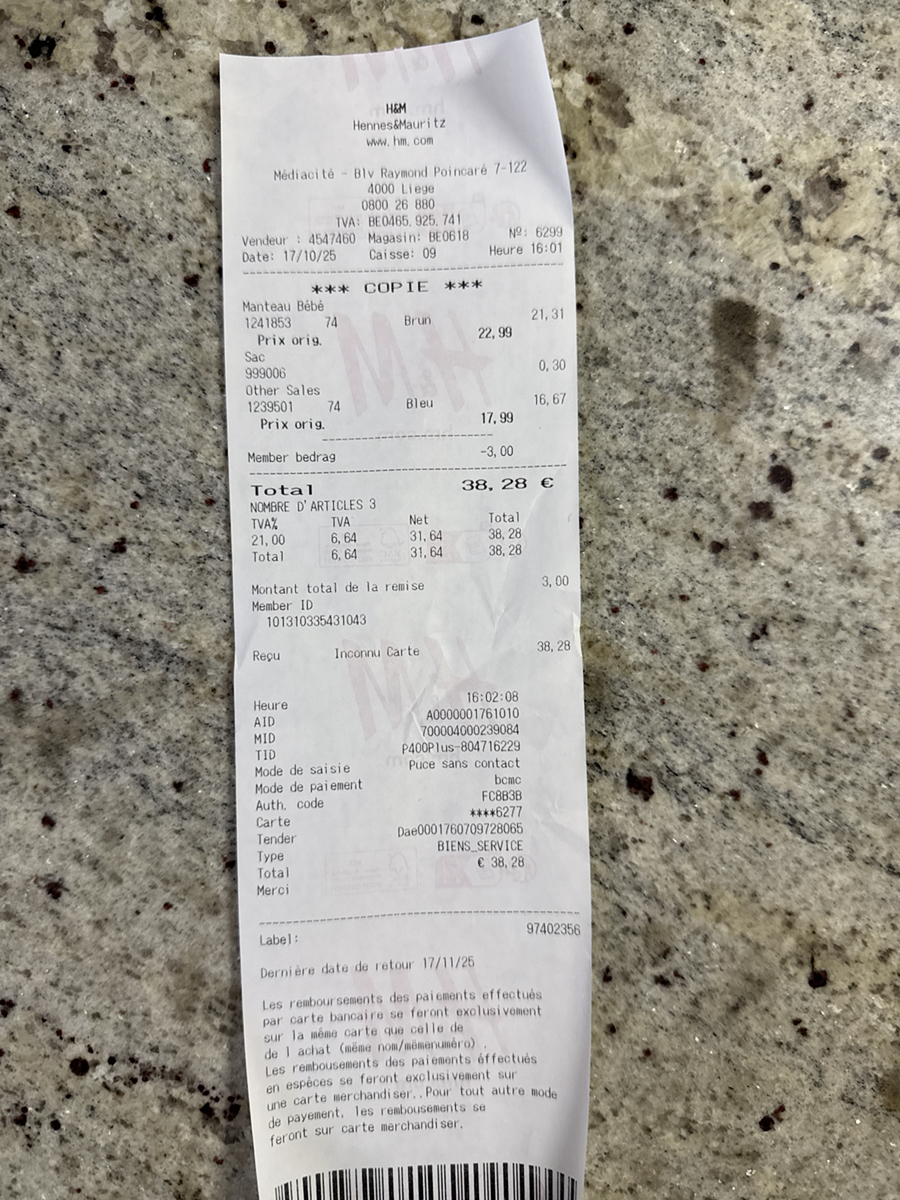 H&M
Hennes&Mauritz
www.hm.com
Médiacité - Blv Raymond Poincaré 7-122
4000 Liege
0800 26 880
TVA: BE0465.925.741
Vendeur : 4547460 Magasin: BE0618 Nº: 6299
Date: 17/10/25 Caisse: 09 Heure 16:01
*** COPIE ***
Manteau Bébé
1241853 74 Brun 21,31
Prix orig. 22,99
Sac
999006 0,30
Other Sales
1239501 74 Bleu 16,67
Prix orig. 17,99
Member bedrag -3,00
Total 38,28 €
NOMBRE D'ARTICLES 3
TVA% TVA Net Total
21,00 6,64 31,64 38,28
Total 6,64 31,64 38,28
Montant total de la remise 3,00
Member ID
101310335431043
Reçu Inconnu Carte 38,28
Heure 16:02:08
AID A0000001761010
MID 700004000239084
TID P400Plus-804716229
Mode de saisie Puce sans contact
Mode de paiement bcmc
Auth. code FC8B3B
Carte ****6277
Tender Dae0001760709728065
Type BIENS_SERVICE
Total € 38,28
Merci
Label: 97402356
Dernière date de retour 17/11/25
Les remboursements des paiements effectués
par carte bancaire se feront exclusivement
sur la même carte que celle de
de l achat (même nom/mêmenuméro) .
Les rembousements des paiements éffectués
en espèces se feront exclusivement sur
une carte merchandiser..Pour tout autre mode
de payement, les rembousements se
feront sur carte merchandiser.